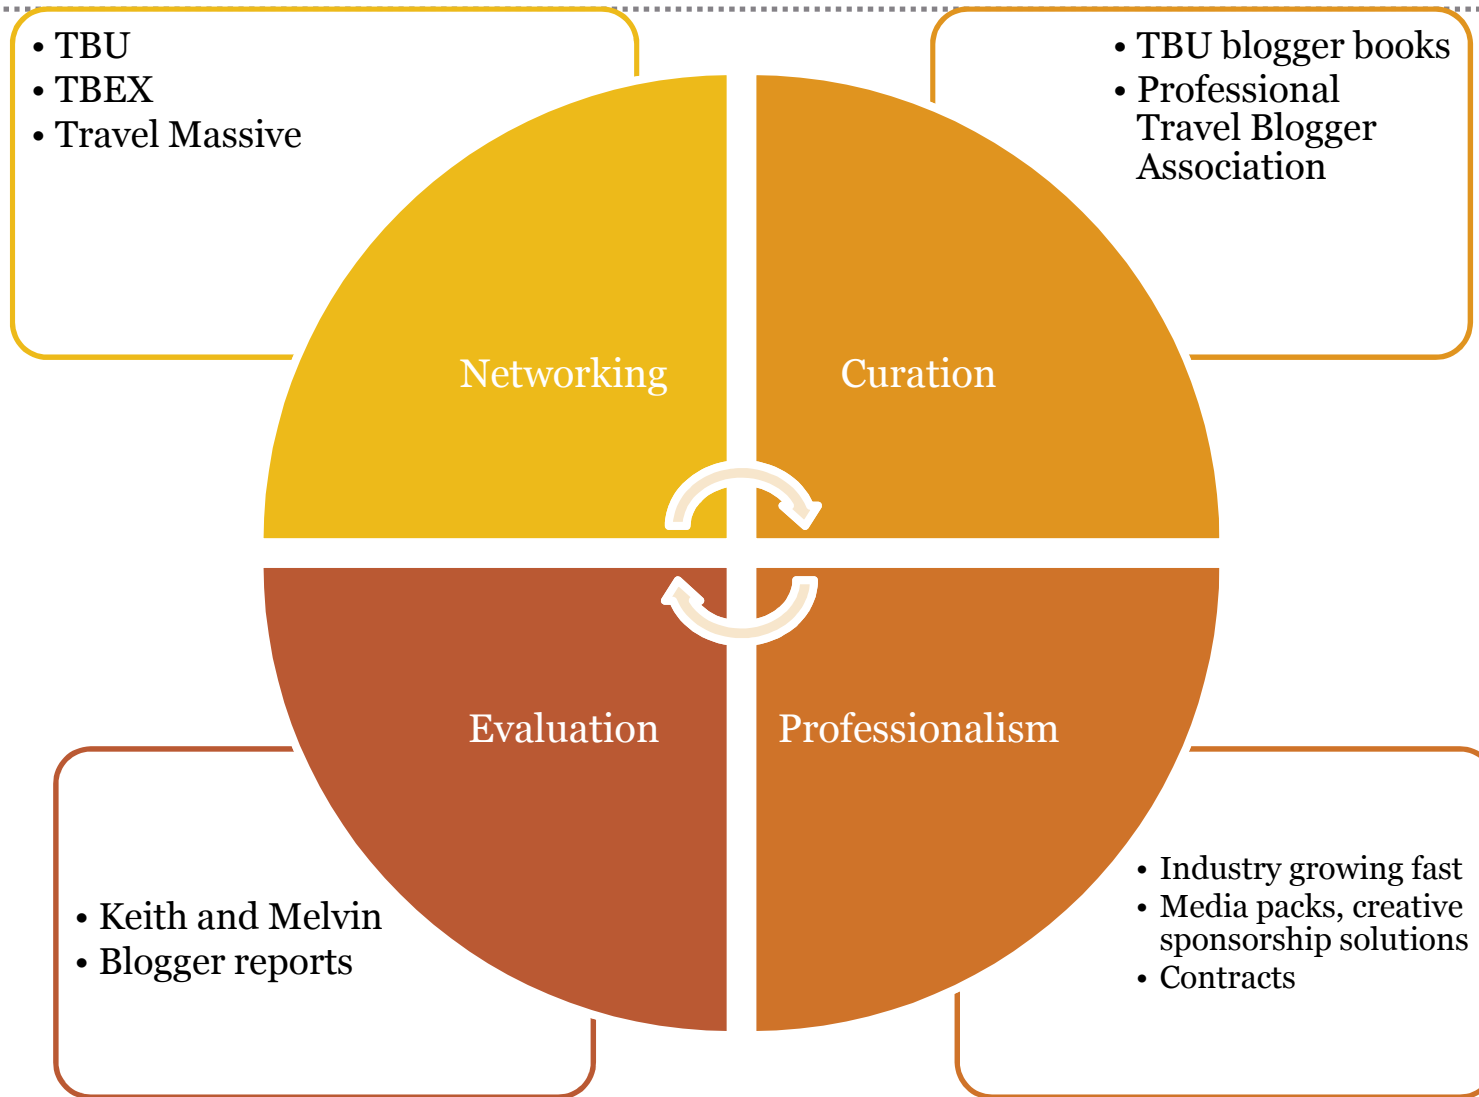 • TBU
• TBEX
• Travel Massive
• TBU blogger books
• Professional
Travel Blogger
Association
Networking
Curation
Evaluation
Professionalism
• Keith and Melvin
• Blogger reports
• Industry growing fast
• Media packs, creative
sponsorship solutions
• Contracts